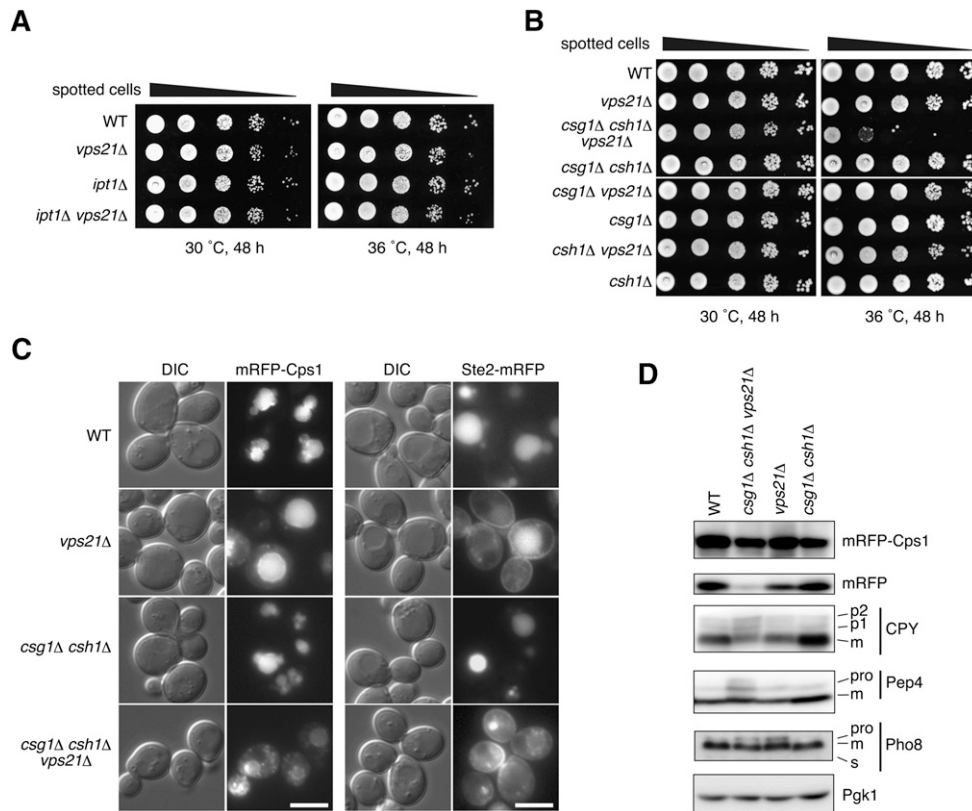 A
spotted cells
WT
vps21Δ
ipt1Δ
ipt1Δ vps21Δ
30 ˚C, 48 h
36 ˚C, 48 h
B
spotted cells
WT
vps21Δ
csg1Δ csh1Δ
vps21Δ
csg1Δ csh1Δ
csg1Δ vps21Δ
csg1Δ
csh1Δ vps21Δ
csh1Δ
30 ˚C, 48 h
36 ˚C, 48 h
C
DIC
mRFP-Cps1
DIC
Ste2-mRFP
WT
vps21Δ
csg1Δ csh1Δ
csg1Δ csh1Δ
vps21Δ
D
WT
csg1Δ csh1Δ vps21Δ
vps21Δ
csg1Δ csh1Δ
mRFP-Cps1
mRFP
p2
p1
m
CPY
pro
m
Pep4
pro
m
s
Pho8
Pgk1